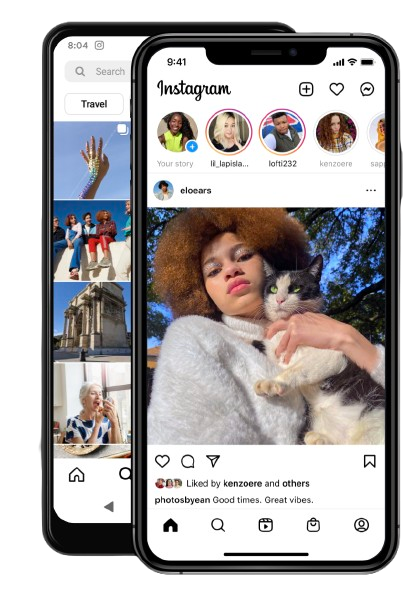 8:04
Search
Travel
9:41
Instagram
Your story
lil_lapisla...
lofti232
kenzoere
sap
eloears
Liked by kenzoere and others
photosbyean Good times. Great vibes.